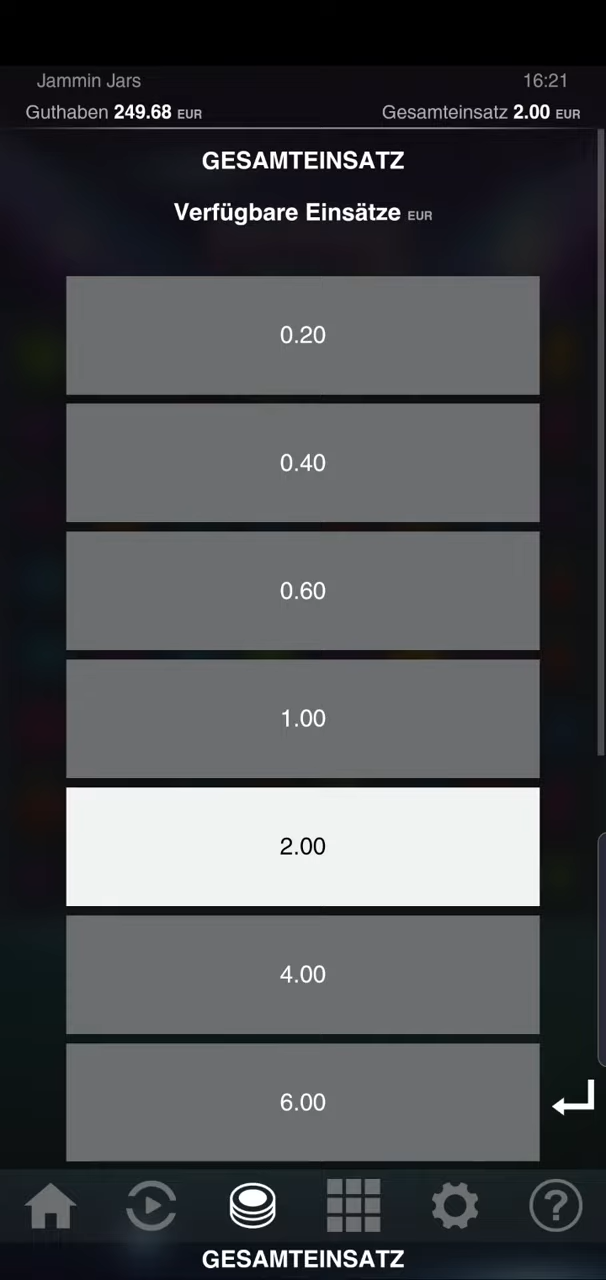 Jammin Jars 16:21
Guthaben 249.68 EUR Gesamteinsatz 2.00 EUR
GESAMTEINSATZ
Verfügbare Einsätze EUR
0.20
0.40
0.60
1.00
2.00
4.00
6.00
?
GESAMTEINSATZ